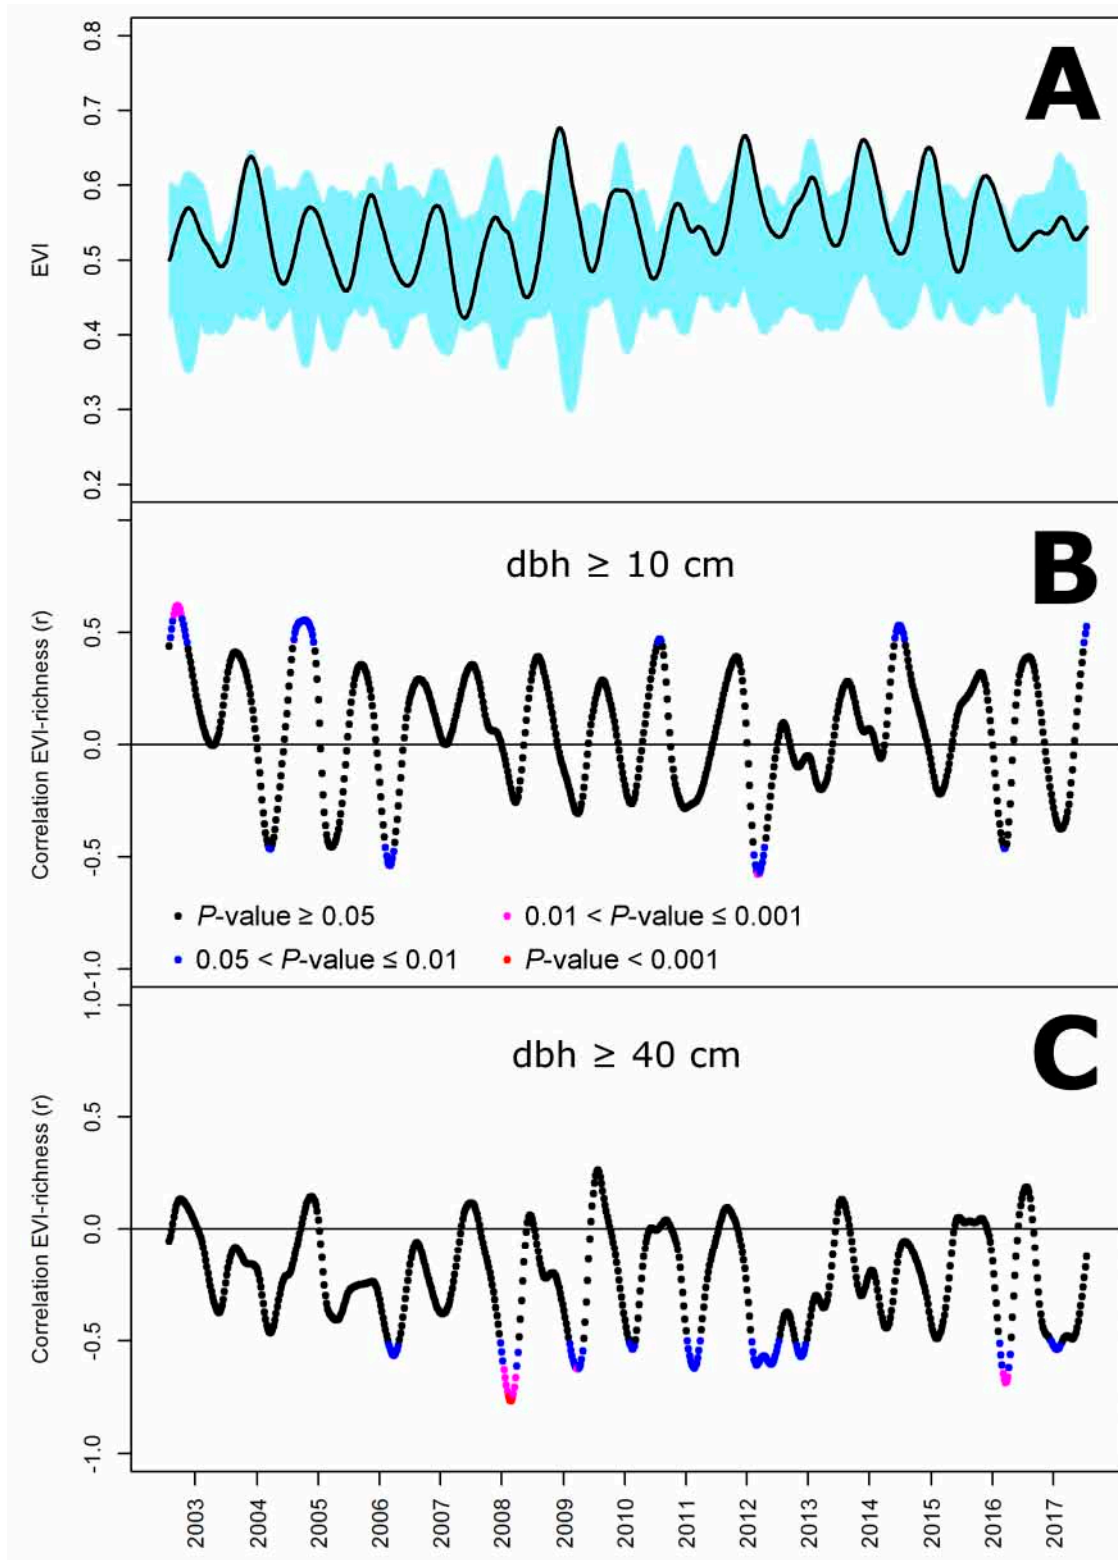 A
0.8
0.7
0.6
0.5
0.4
0.3
0.2
EVI
B
dbh ≥ 10 cm
0.5
0.0
-0.5
-1.0
Correlation EVI-richness (r)
P-value ≥ 0.05
0.01 < P-value ≤ 0.001
0.05 < P-value ≤ 0.01
P-value < 0.001
C
dbh ≥ 40 cm
1.0
0.5
0.0
-0.5
-1.0
Correlation EVI-richness (r)
2003 2004 2005 2006 2007 2008 2009 2010 2011 2012 2013 2014 2015 2016 2017